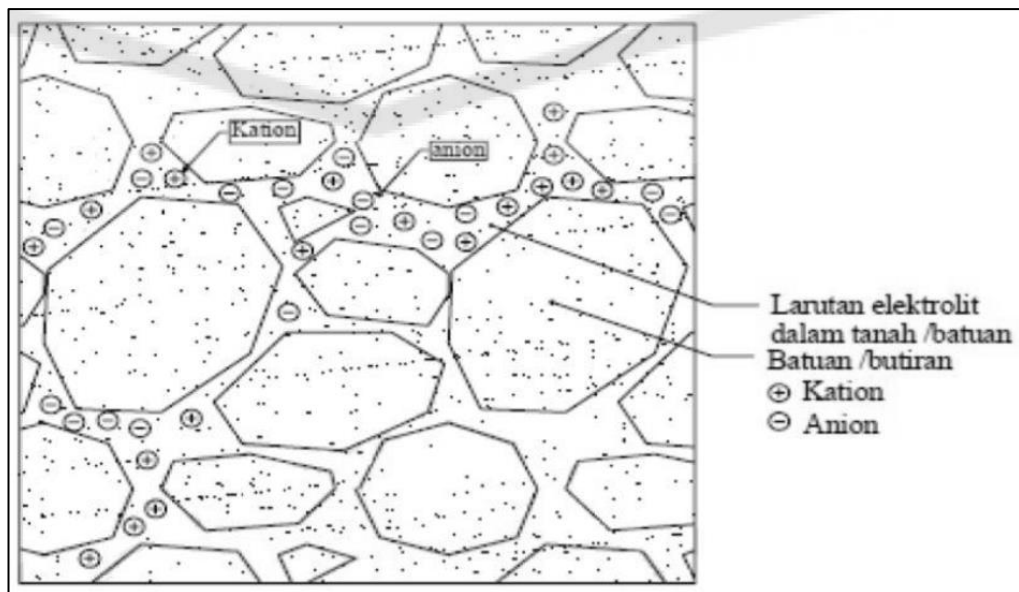 Kation
anion
Larutan elektrolit
dalam tanah /batuan
Batuan /butiran
Kation
Anion